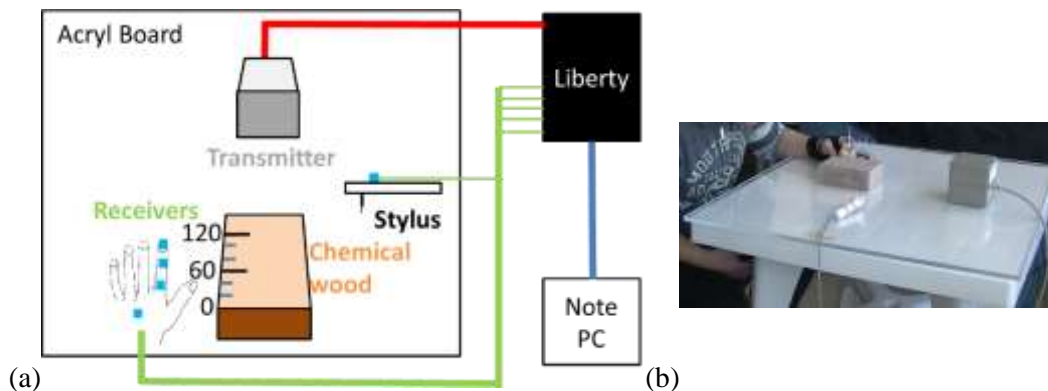 Acryl Board
Liberty
Transmitter
Receivers
Stylus
120
60
0
Chemical
wood
Note
PC
(a)
(b)